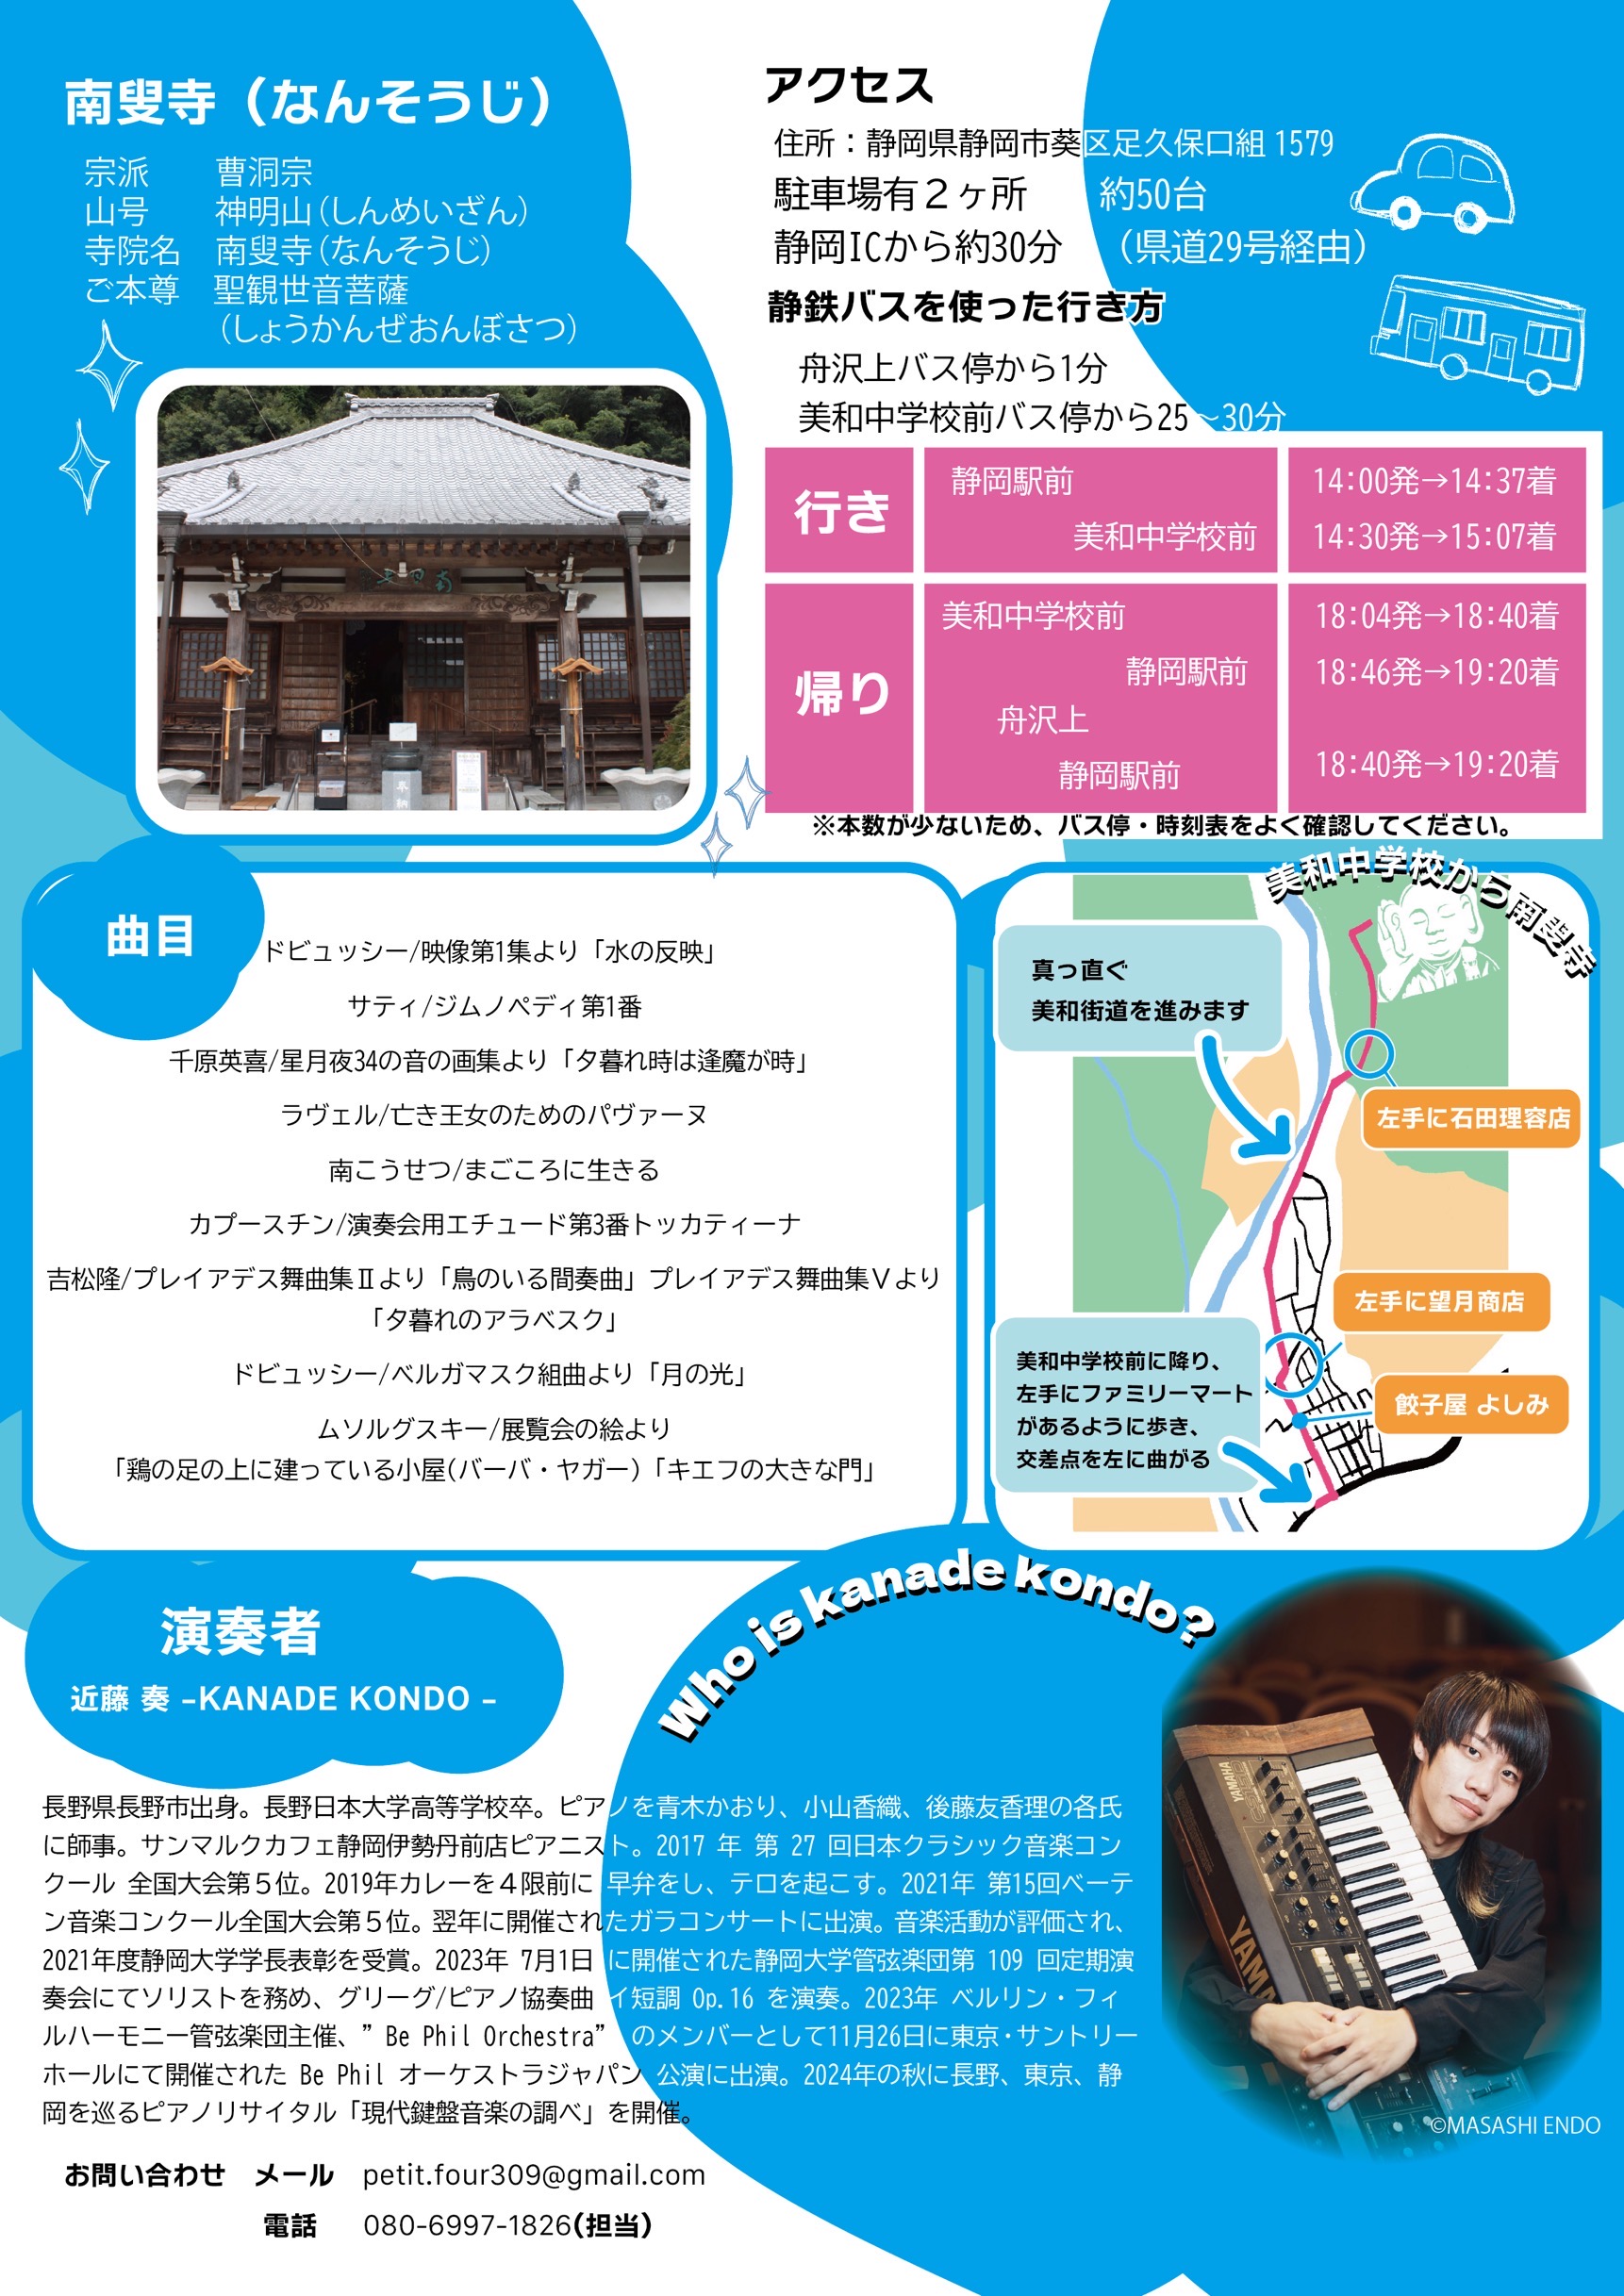 南叟寺（なんそうじ）
宗派 曹洞宗
山号 神明山（しんめいざん）
寺院名 南叟寺（なんそうじ）
ご本尊 聖観世音菩薩
（しょうかんぜおんぼさつ）
アクセス
住所：静岡県静岡市葵区足久保口組 1579
駐車場有２ヶ所 約50台
静岡ICから約30分 （県道29号経由）
静鉄バスを使った行き方
舟沢上バス停から1分
美和中学校前バス停から25〜30分
行き
静岡駅前
美和中学校前
14:00発→14:37着
14:30発→15:07着
帰り
美和中学校前
静岡駅前
舟沢上
静岡駅前
18:04発→18:40着
18:46発→19:20着
18:40発→19:20着
※本数が少ないため、バス停・時刻表をよく確認してください。
曲目
ドビュッシー/映像第1集より「水の反映」
サティ/ジムノペディ第1番
千原英喜/星月夜34の音の画集より「夕暮れ時は逢魔が時」
ラヴェル/亡き王女のためのパヴァーヌ
南こうせつ/まごころに生きる
カプースチン/演奏会用エチュード第3番トッカティーナ
吉松隆/プレイアデス舞曲集Ⅱより「鳥のいる間奏曲」プレイアデス舞曲集Ⅴより
「夕暮れのアラベスク」
ドビュッシー/ベルガマスク組曲より「月の光」
ムソルグスキー/展覧会の絵より
「鶏の足の上に建っている小屋(バーバ・ヤガー)「キエフの大きな門」
美和中学校から南叟寺
真っ直ぐ
美和街道を進みます
左手に石田理容店
左手に望月商店
餃子屋 よしみ
美和中学校前に降り、
左手にファミリーマート
があるように歩き、
交差点を左に曲がる
演奏者
近藤 奏 –KANADE KONDO –
Who is kanade kondo?
長野県長野市出身。長野日本大学高等学校卒。ピアノを青木かおり、小山香織、後藤友香理の各氏
に師事。サンマルクカフェ静岡伊勢丹前店ピアニスト。2017 年 第 27 回日本クラシック音楽コン
クール 全国大会第５位。2019年カレーを４限前に 早弁をし、テロを起こす。2021年 第15回ベーテ
ン音楽コンクール全国大会第５位。翌年に開催されたガラコンサートに出演。音楽活動が評価され、
2021年度静岡大学学長表彰を受賞。2023年 7月1日 に開催された静岡大学管弦楽団第 109 回定期演
奏会にてソリストを務め、グリーグ/ピアノ協奏曲 イ短調 Op.16 を演奏。2023年 ベルリン・フィ
ルハーモニー管弦楽団主催、” Be Phil Orchestra” のメンバーとして11月26日に東京・サントリー
ホールにて開催された Be Phil オーケストラジャパン 公演に出演。2024年の秋に長野、東京、静
岡を巡るピアノリサイタル「現代鍵盤音楽の調べ」を開催。
YAMAHA
YAMA
©MASASHI ENDO
お問い合わせ メール petit.four309@gmail.com
電話 080-6997-1826(担当)